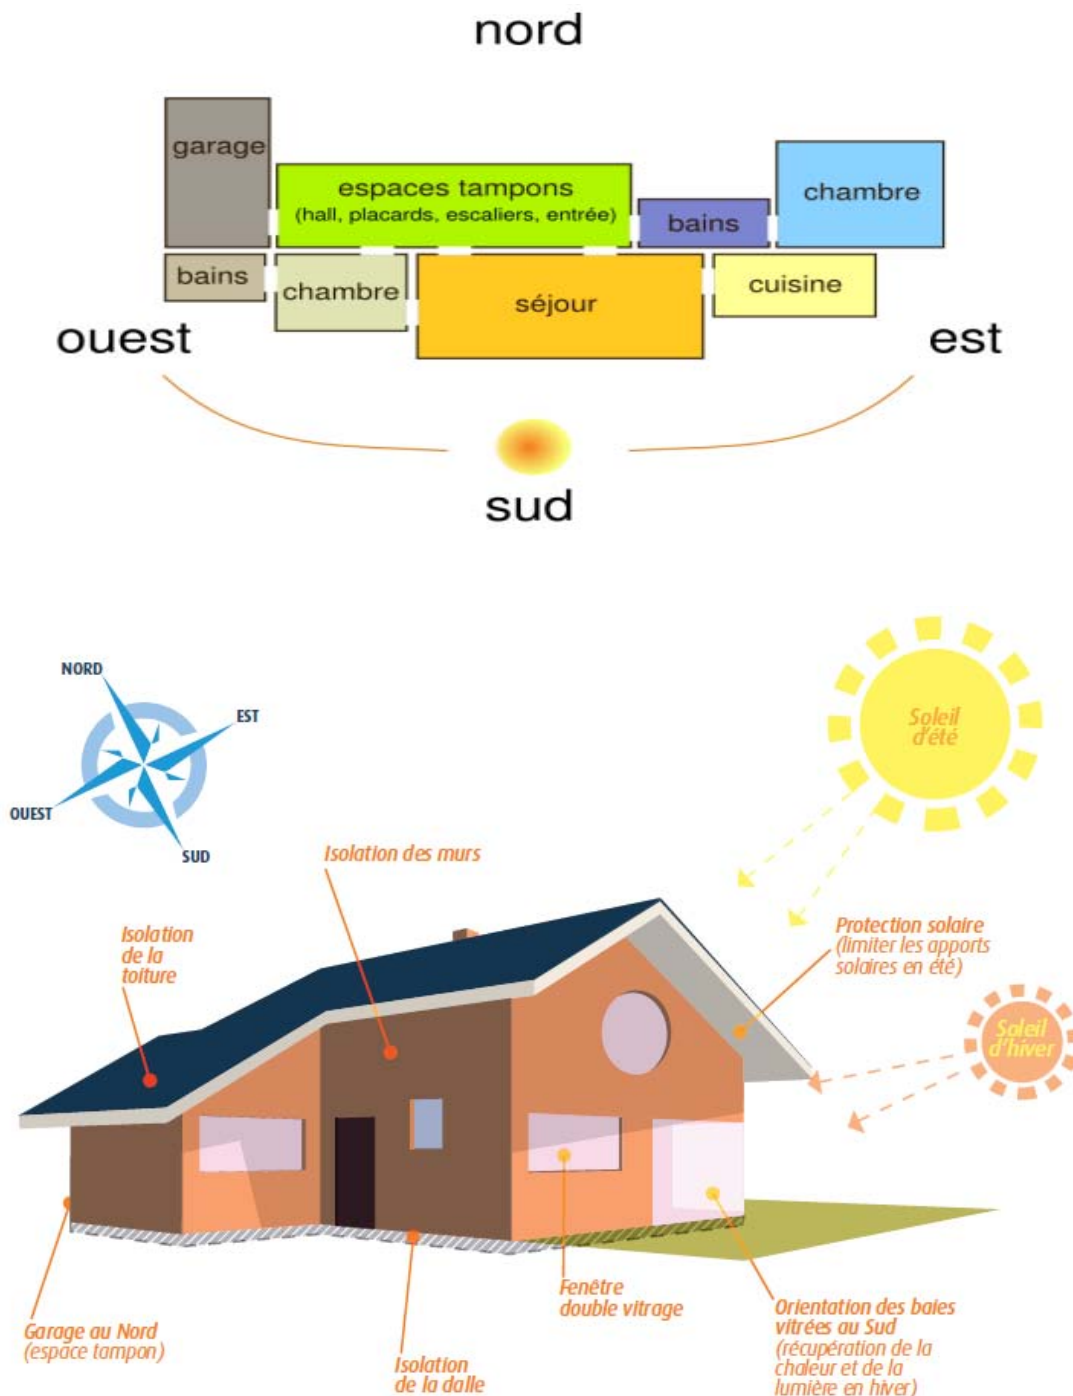 nord
garage
espaces tampons
(hall, placards, escaliers, entrée)
bains
chambre
bains
chambre
séjour
cuisine
ouest
est
sud
NORD
EST
OUEST
SUD
Soleil
d'été
Isolation des murs
Isolation
de la
toiture
Protection solaire
(limiter les apports
solaires en été)
Soleil
d'hiver
Garage au Nord
(espace tampon)
Isolation
de la dalle
Fenêtre
double vitrage
Orientation des baies
vitrées au Sud
(récupération de la
chaleur et de la
lumière en hiver)